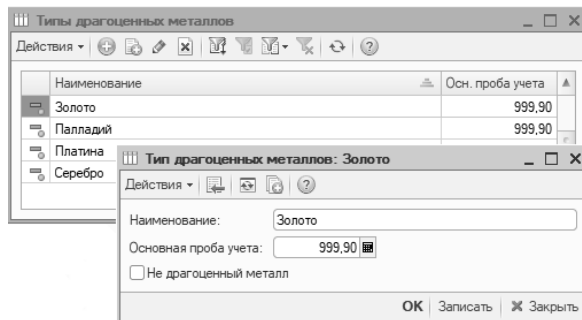 Типы драгоценных металлов
Действия
Наименование Осн. проба учета
Золото 999,90
Палладий 999,90
Платина
Серебро
Тип драгоценных металлов: Золото
Действия
Наименование: Золото
Основная проба учета: 999,90
Не драгоценный металл
OK Записать Закрыть